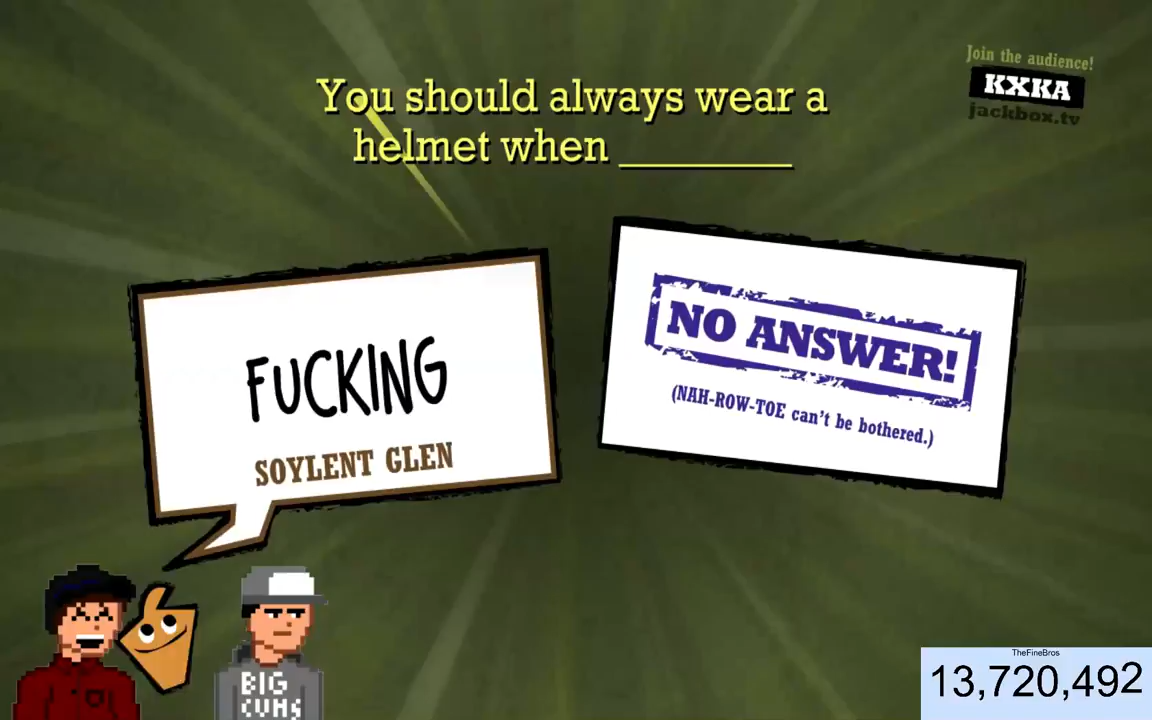 Join the audience!
KXKA
jackbox.tv
You should always wear a
helmet when ________
FUCKING
SOYLENT GLEN
NO ANSWER!
(NAH-ROW-TOE can't be bothered.)
BIG
CUMS
TheFineBros
13,720,492